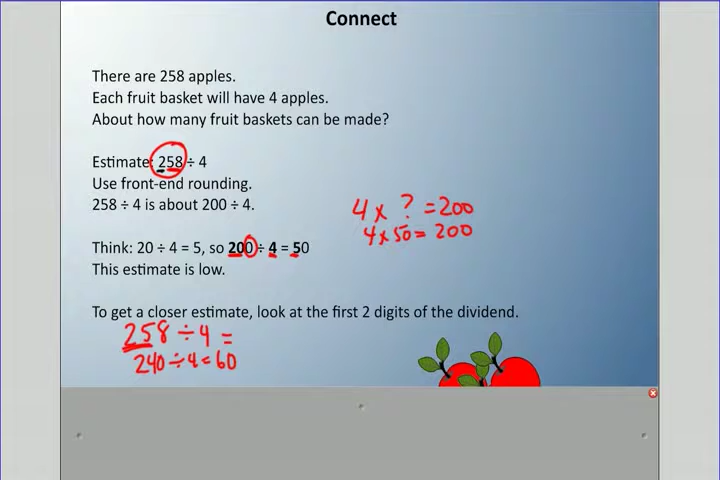 Connect
There are 258 apples.
Each fruit basket will have 4 apples.
About how many fruit baskets can be made?
Estimate: 258 ÷ 4
Use front-end rounding.
258 ÷ 4 is about 200 ÷ 4.
4 x ? = 200
4 x 50 = 200
Think: 20 ÷ 4 = 5, so 200 ÷ 4 = 50
This estimate is low.
To get a closer estimate, look at the first 2 digits of the dividend.
258 ÷ 4 =
240 ÷ 4 = 60